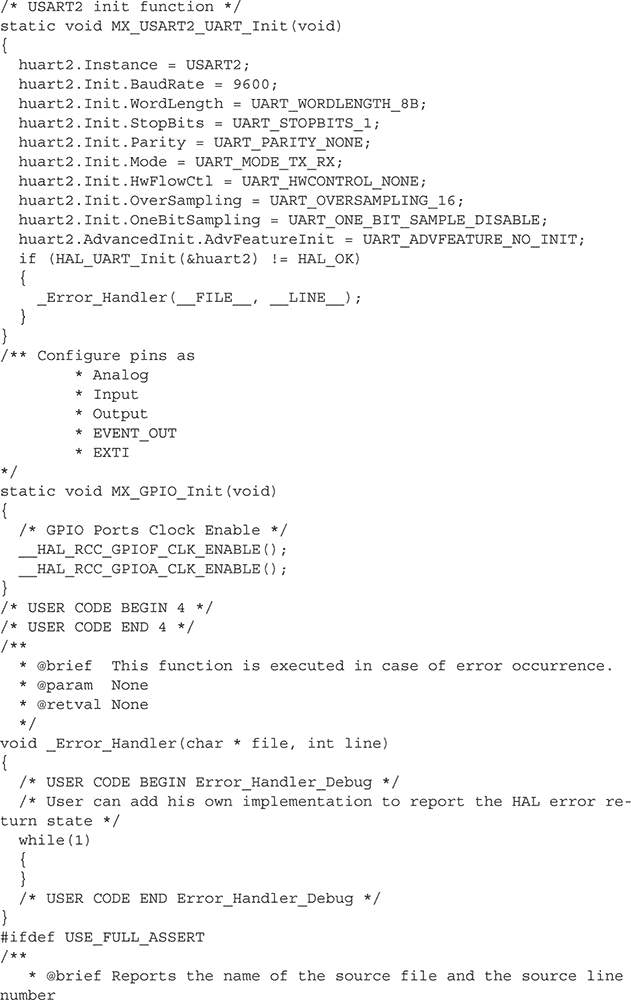 /* USART2 init function */
static void MX_USART2_UART_Init(void)
{
  huart2.Instance = USART2;
  huart2.Init.BaudRate = 9600;
  huart2.Init.WordLength = UART_WORDLENGTH_8B;
  huart2.Init.StopBits = UART_STOPBITS_1;
  huart2.Init.Parity = UART_PARITY_NONE;
  huart2.Init.Mode = UART_MODE_TX_RX;
  huart2.Init.HwFlowCtl = UART_HWCONTROL_NONE;
  huart2.Init.OverSampling = UART_OVERSAMPLING_16;
  huart2.Init.OneBitSampling = UART_ONE_BIT_SAMPLE_DISABLE;
  huart2.AdvancedInit.AdvFeatureInit = UART_ADVFEATURE_NO_INIT;
  if (HAL_UART_Init(&huart2) != HAL_OK)
  {
    _Error_Handler(__FILE__, __LINE__);
  }
}
/** Configure pins as
        * Analog
        * Input
        * Output
        * EVENT_OUT
        * EXTI
*/
static void MX_GPIO_Init(void)
{
  /* GPIO Ports Clock Enable */
  __HAL_RCC_GPIOF_CLK_ENABLE();
  __HAL_RCC_GPIOA_CLK_ENABLE();
}
/* USER CODE BEGIN 4 */
/* USER CODE END 4 */
/**
  * @brief  This function is executed in case of error occurrence.
  * @param  None
  * @retval None
  */
void _Error_Handler(char * file, int line)
{
  /* USER CODE BEGIN Error_Handler_Debug */
  /* User can add his own implementation to report the HAL error re-
turn state */
  while(1)
  {
  }
  /* USER CODE END Error_Handler_Debug */
}
#ifdef USE_FULL_ASSERT
/**
   * @brief Reports the name of the source file and the source line
number